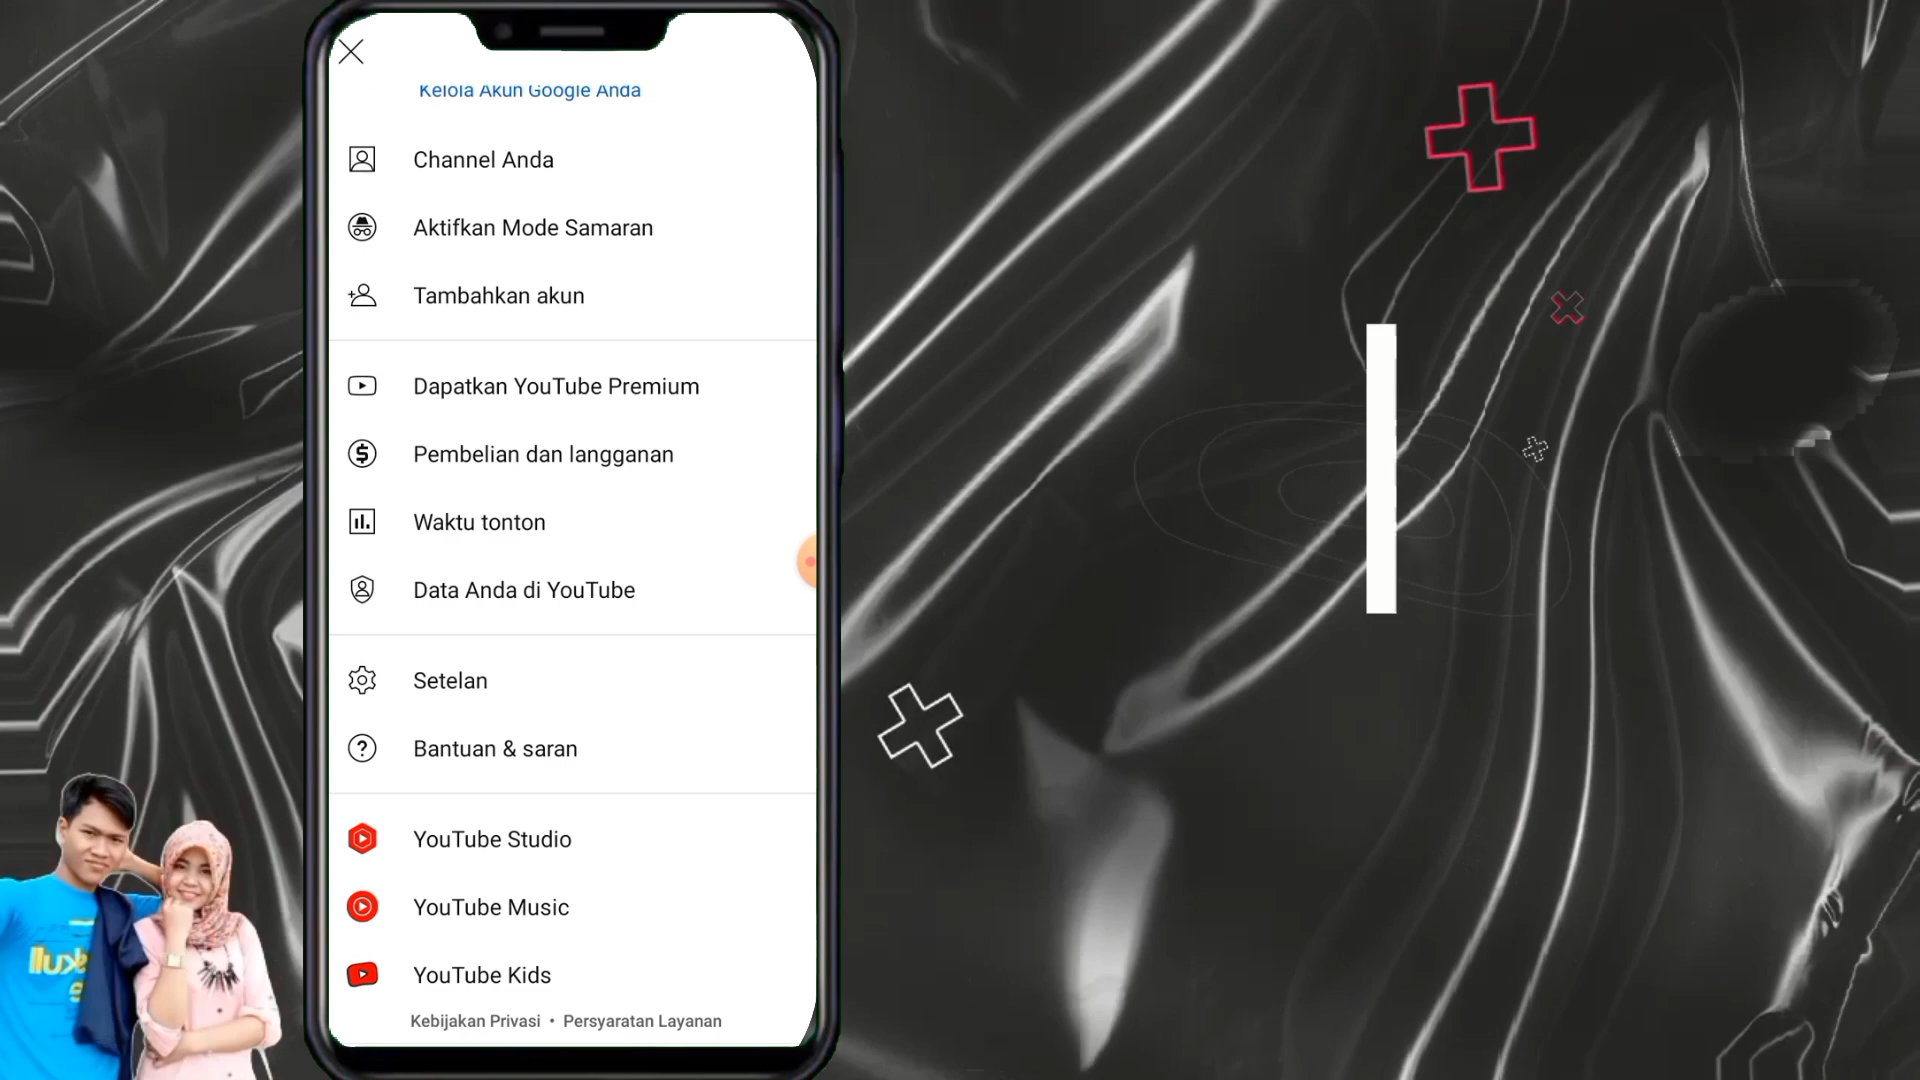 Kelola Akun Google Anda
Channel Anda
Aktifkan Mode Samaran
Tambahkan akun
Dapatkan YouTube Premium
Pembelian dan langganan
Waktu tonton
Data Anda di YouTube
Setelan
Bantuan & saran
YouTube Studio
YouTube Music
YouTube Kids
Kebijakan Privasi • Persyaratan Layanan